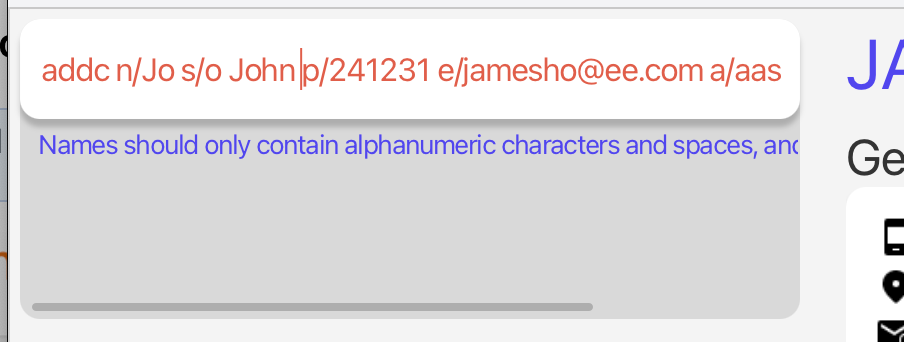 addc n/Jo s/o John p/241231 e/jamesho@ee.com a/aas
JA
Names should only contain alphanumeric characters and spaces, and
Ge